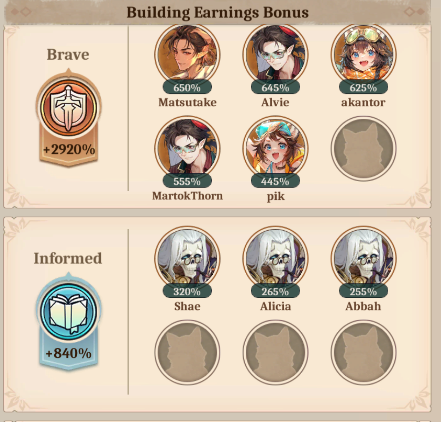 Building Earnings Bonus
Brave
+2920%
650%
645%
625%
Matsutake
Alvie
akantor
555%
445%
MartokThorn
pik
Informed
+840%
320%
265%
255%
Shae
Alicia
Abbah